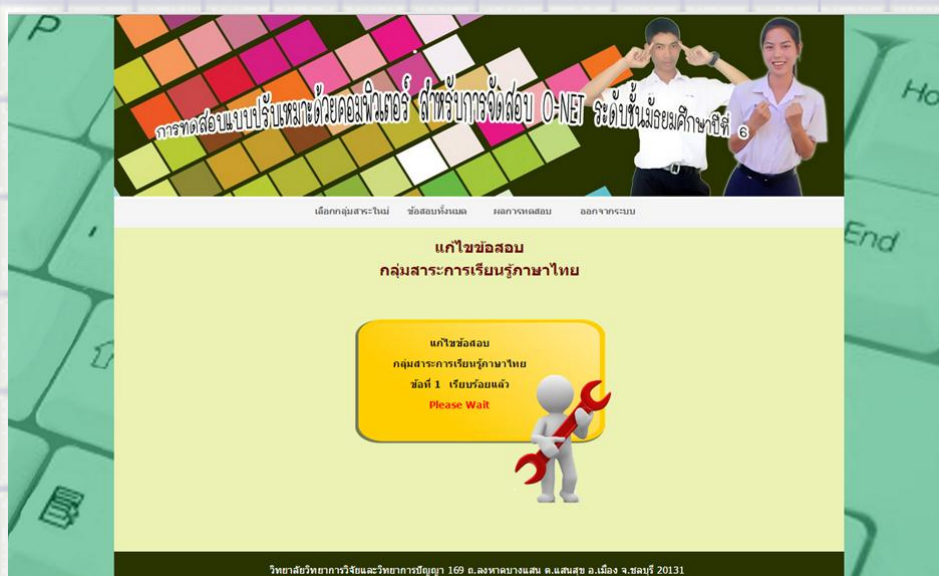 P
Ho
End
การทดสอบแบบปรับเหมาะด้วยคอมพิวเตอร์ สำหรับการจัดสอบ O-NET ระดับชั้นมัธยมศึกษาปีที่ 6
เลือกกลุ่มสาระใหม่ ข้อสอบทั้งหมด ผลการทดสอบ ออกจากระบบ
แก้ไขข้อสอบ
กลุ่มสาระการเรียนรู้ภาษาไทย
แก้ไขข้อสอบ
กลุ่มสาระการเรียนรู้ภาษาไทย
ข้อที่ 1 เรียบร้อยแล้ว
Please Wait
วิทยาลัยวิทยาการวิจัยและวิทยาการปัญญา 169 ถ.ลงหาดบางแสน ต.แสนสุข อ.เมือง จ.ชลบุรี 20131